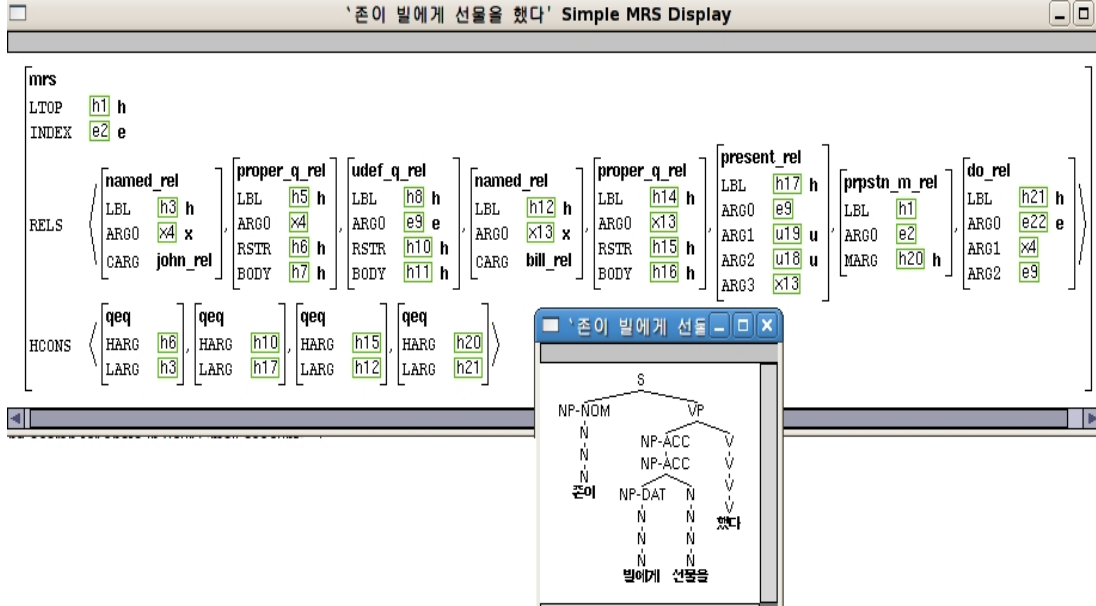 `존이 빌에게 선물을 했다' Simple MRS Display
mrs
LTOP h1 h
INDEX e2 e
RELS
named_rel
LBL h3 h
ARG0 x4 x
CARG john_rel
proper_q_rel
LBL h5 h
ARG0 x4
RSTR h6 h
BODY h7 h
udef_q_rel
LBL h8 h
ARG0 e9 e
RSTR h10 h
BODY h11 h
named_rel
LBL h12 h
ARG0 x13 x
CARG bill_rel
proper_q_rel
LBL h14 h
ARG0 x13
RSTR h15 h
BODY h16 h
present_rel
LBL h17 h
ARG0 e9
ARG1 u19 u
ARG2 u18 u
ARG3 x13
prpstn_m_rel
LBL h1
ARG0 e2
MARG h20 h
do_rel
LBL h21 h
ARG0 e22 e
ARG1 x4
ARG2 e9
HCONS
qeq
HARG h6
LARG h3
qeq
HARG h10
LARG h17
qeq
HARG h15
LARG h12
qeq
HARG h20
LARG h21
`존이 빌에게 선물
S
NP-NOM VP
N NP-ACC V
N NP-ACC V
N NP-DAT N V
존이 N N V
N N 했다
N N
N N
빌에게 선물을